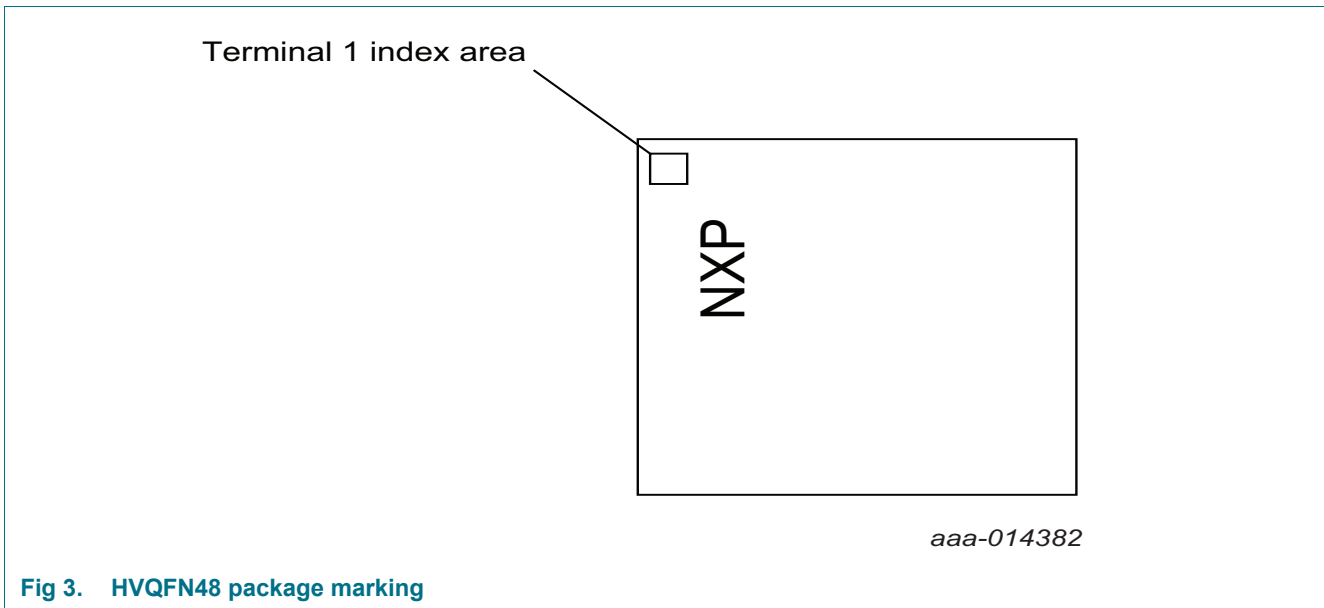 Terminal 1 index area
NXP
aaa-014382
Fig 3. HVQFN48 package marking